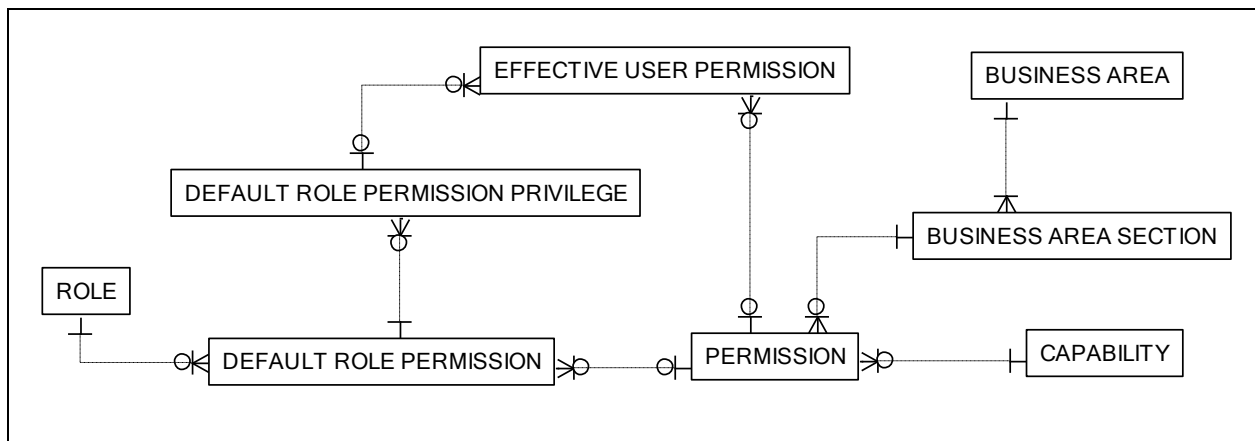 EFFECTIVE USER PERMISSION
BUSINESS AREA
DEFAULT ROLE PERMISSION PRIVILEGE
BUSINESS AREA SECTION
ROLE
DEFAULT ROLE PERMISSION
PERMISSION
CAPABILITY